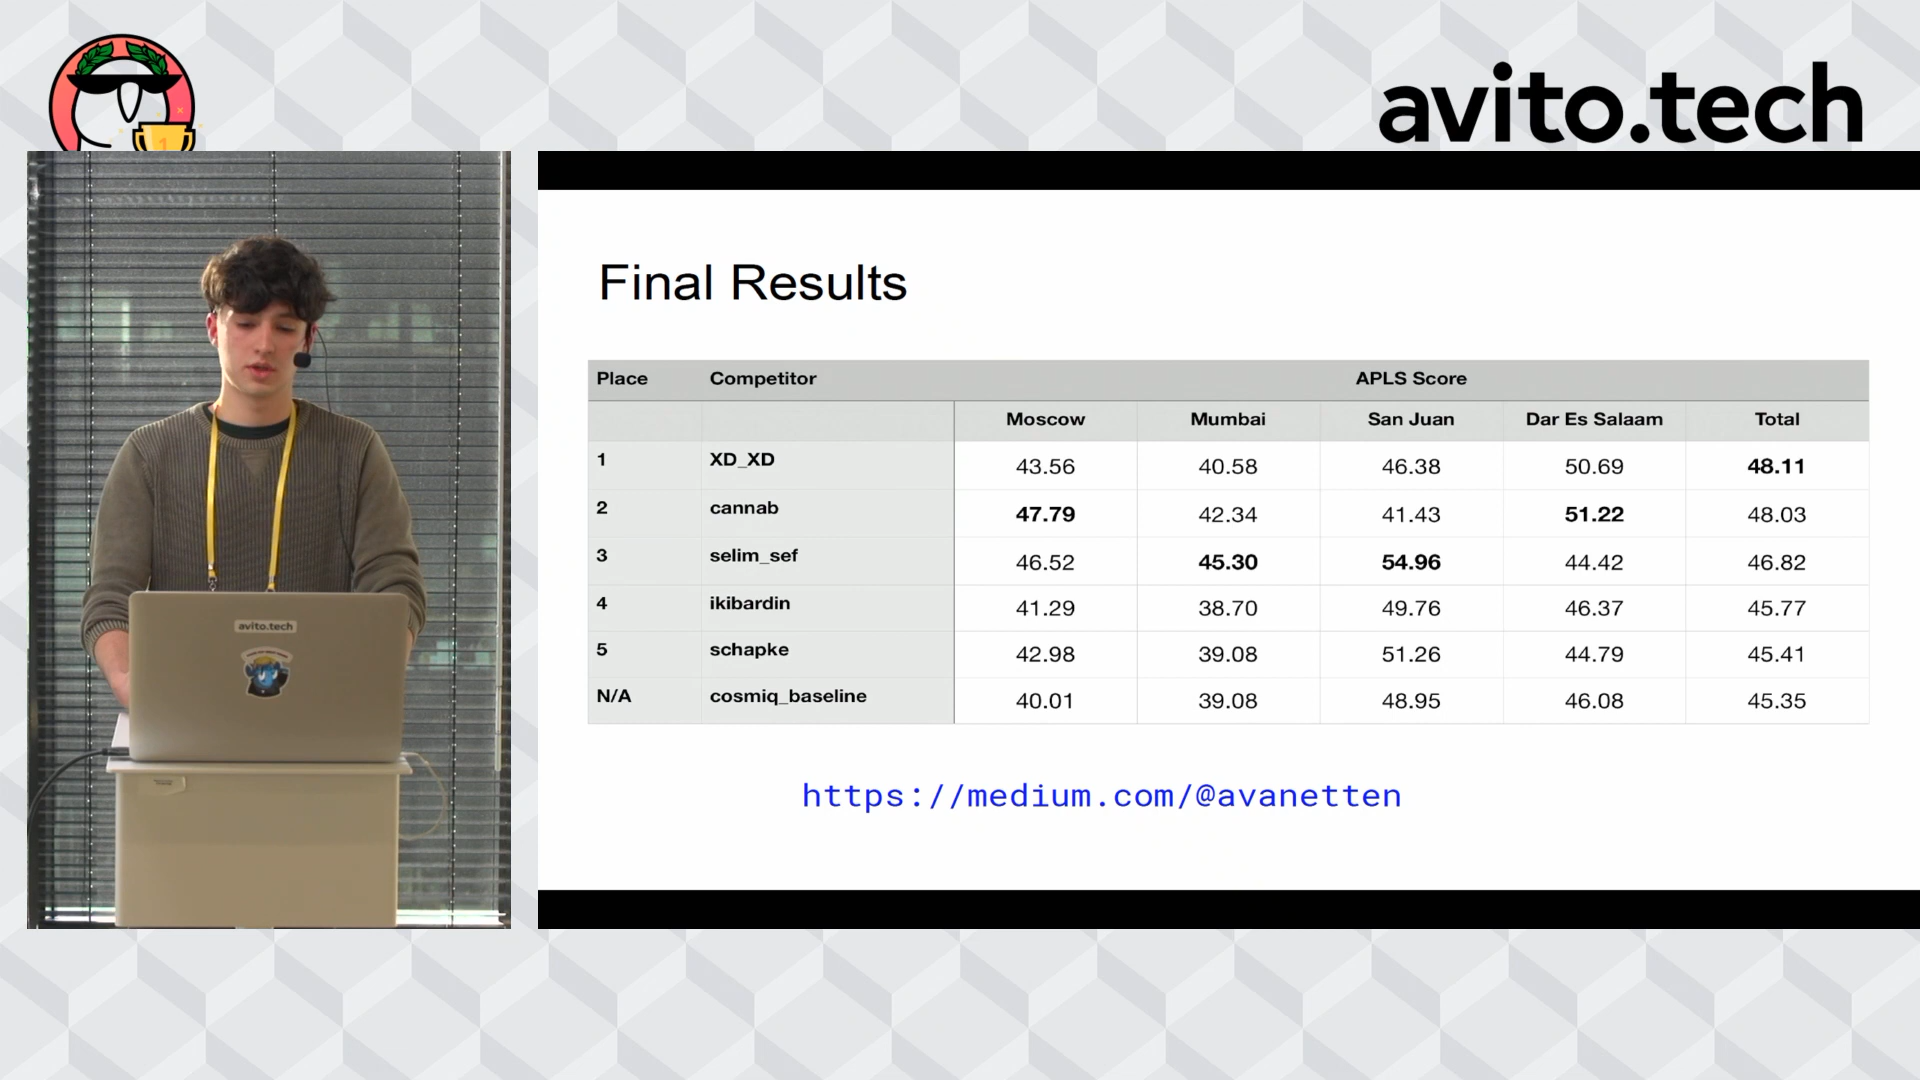 avito.tech
1
avito.tech
Final Results
Place Competitor APLS Score
Moscow Mumbai San Juan Dar Es Salaam Total
1 XD_XD 43.56 40.58 46.38 50.69 48.11
2 cannab 47.79 42.34 41.43 51.22 48.03
3 selim_sef 46.52 45.30 54.96 44.42 46.82
4 ikibardin 41.29 38.70 49.76 46.37 45.77
5 schapke 42.98 39.08 51.26 44.79 45.41
N/A cosmiq_baseline 40.01 39.08 48.95 46.08 45.35
https://medium.com/@avanetten